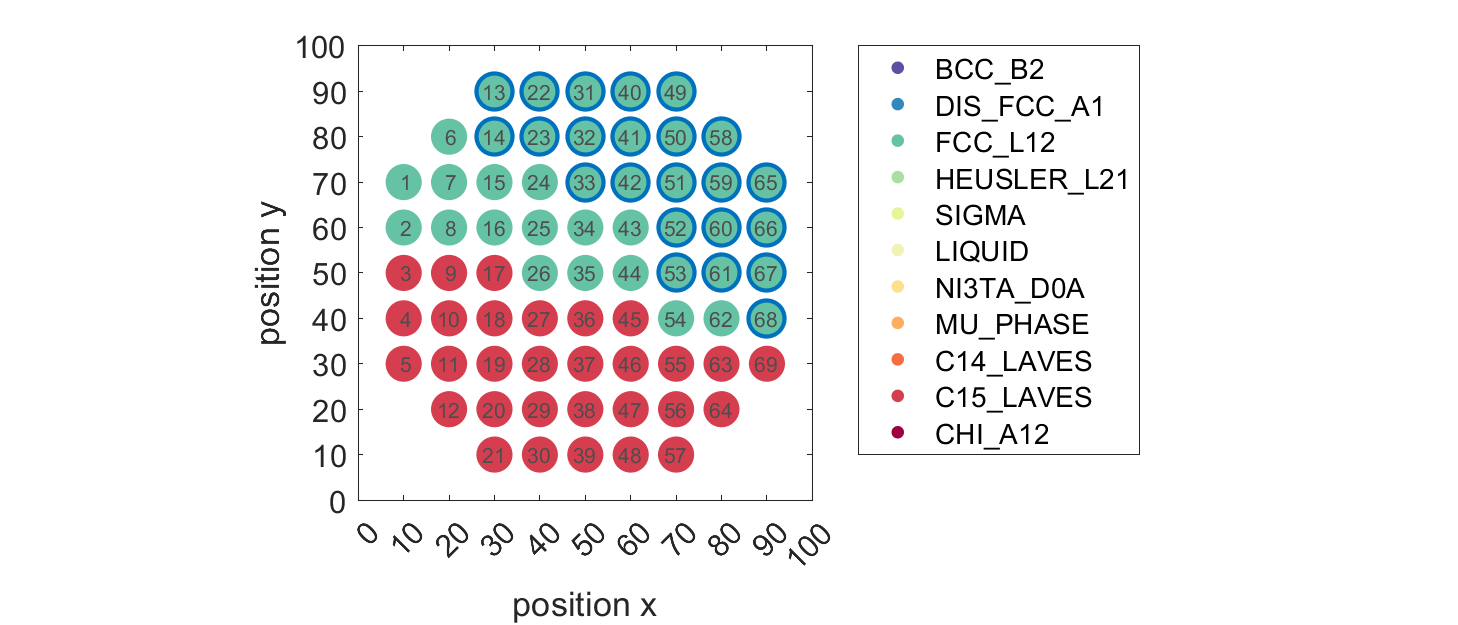 100
90 13 22 31 40 49
80 6 14 23 32 41 50 58
70 1 7 15 24 33 42 51 59 65
60 2 8 16 25 34 43 52 60 66
50 3 9 17 26 35 44 53 61 67
40 4 10 18 27 36 45 54 62 68
30 5 11 19 28 37 46 55 63 69
20 12 20 29 38 47 56 64
10 21 30 39 48 57
0
position y
0 10 20 30 40 50 60 70 80 90 100
position x
BCC_B2
DIS_FCC_A1
FCC_L12
HEUSLER_L21
SIGMA
LIQUID
NI3TA_D0A
MU_PHASE
C14_LAVES
C15_LAVES
CHI_A12